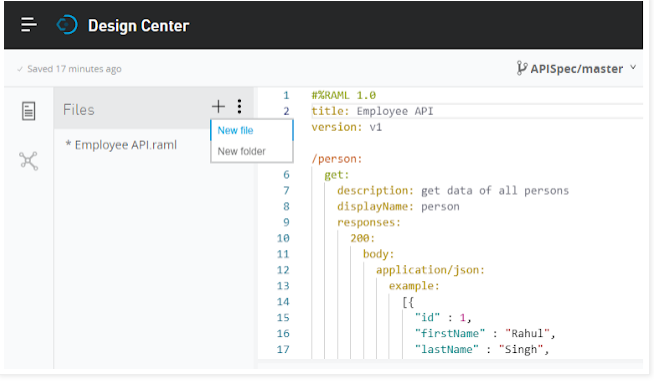 Design Center
✓ Saved 17 minutes ago
APISpec/master
Files
New file
New folder
* Employee API.raml
1 #%RAML 1.0
2 title: Employee API
version: v1
/person:
6 get:
7 description: get data of all persons
8 displayName: person
9 responses:
10 200:
11 body:
12 application/json:
13 example:
14 [{
15 "id" : 1,
16 "firstName" : "Rahul",
17 "lastName" : "Singh",